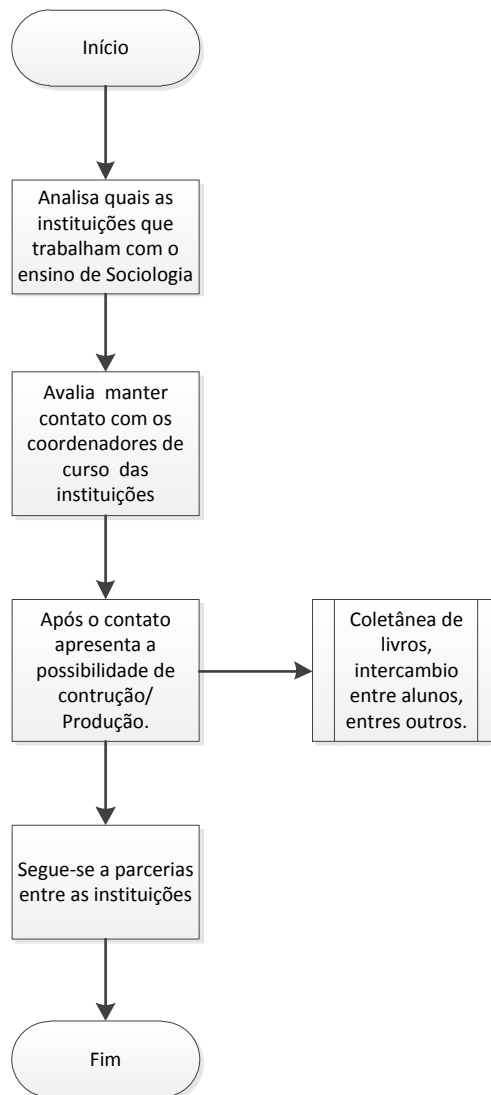 Início
Analisa quais as
instituições que
trabalham com o
ensino de Sociologia
Avalia manter
contato com os
coordenadores de
curso das
instituições
Após o contato
apresenta a
possibilidade de
contrução/
Produção.
Coletânea de
livros,
intercambio
entre alunos,
entres outros.
Segue-se a parcerias
entre as instituições
Fim